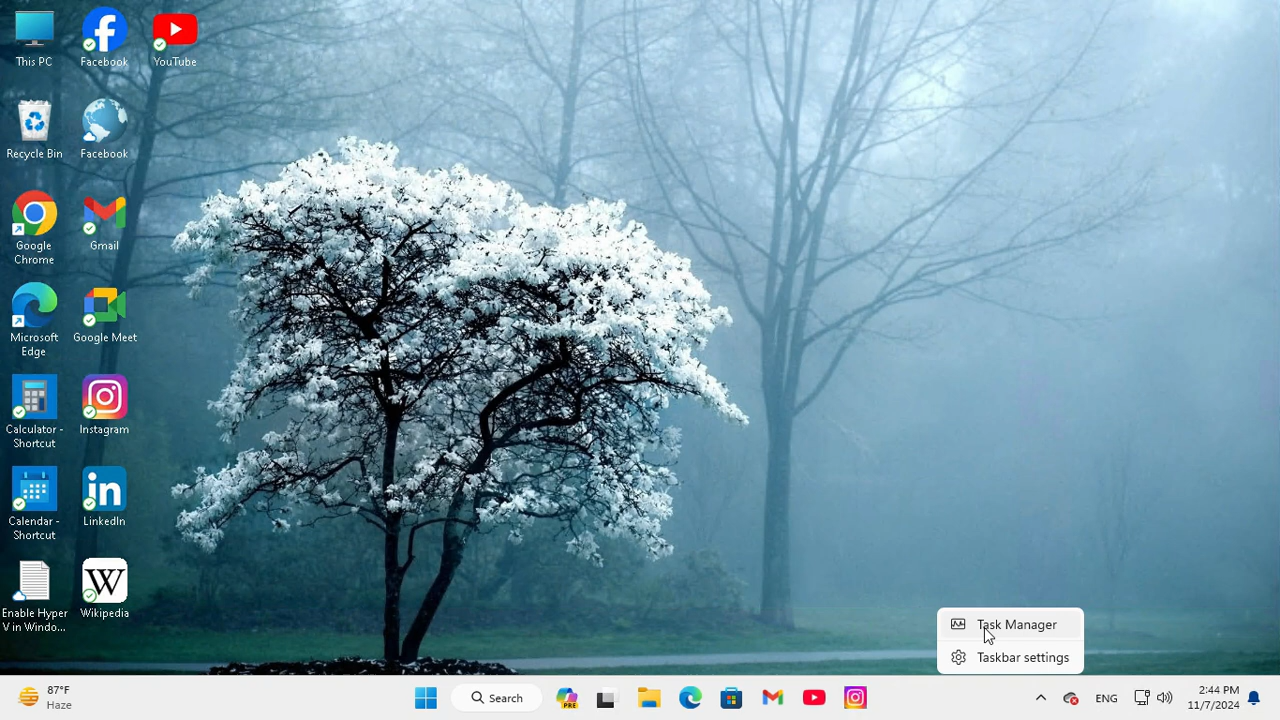 This PC
Facebook
YouTube
Recycle Bin
Facebook
Google
Chrome
Gmail
Microsoft
Edge
Google Meet
Calculator -
Shortcut
Instagram
Calendar -
Shortcut
LinkedIn
Enable Hyper
V in Windo...
Wikipedia
Task Manager
Taskbar settings
87°F
Haze
Search
PRE
ENG
2:44 PM
11/7/2024